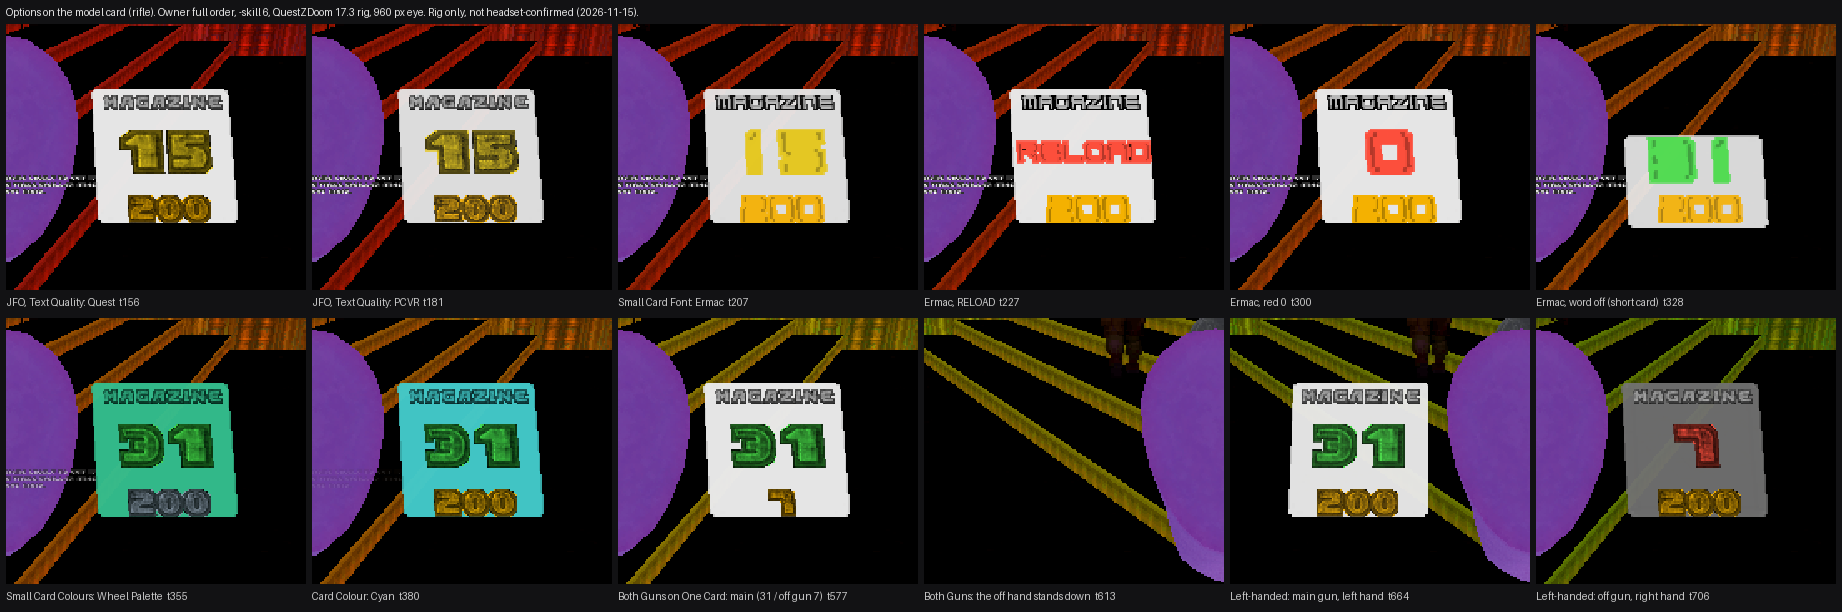 Options on the model card (rifle). Owner full order, -skill 6, QuestZDoom 17.3 rig, 960 px eye. Rig only, not headset-confirmed (2026-11-15).
MAGAZINE
15
200
MAGAZINE
15
200
MAGAZINE
15
200
MAGAZINE
RELOAD
200
MAGAZINE
0
200
31
200
JFO, Text Quality: Quest t156
JFO, Text Quality: PCVR t181
Small Card Font: Ermac t207
Ermac, RELOAD t227
Ermac, red 0 t300
Ermac, word off (short card) t328
MAGAZINE
31
200
MAGAZINE
31
200
MAGAZINE
31
7
MAGAZINE
31
200
MAGAZINE
7
200
Small Card Colours: Wheel Palette t355
Card Colour: Cyan t380
Both Guns on One Card: main (31 / off gun 7) t577
Both Guns: the off hand stands down t613
Left-handed: main gun, left hand t664
Left-handed: off gun, right hand t706